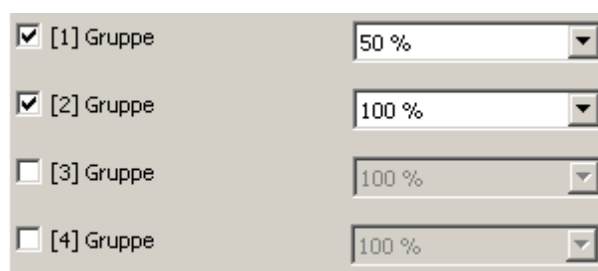 [1] Gruppe 50 %
[2] Gruppe 100 %
[3] Gruppe 100 %
[4] Gruppe 100 %